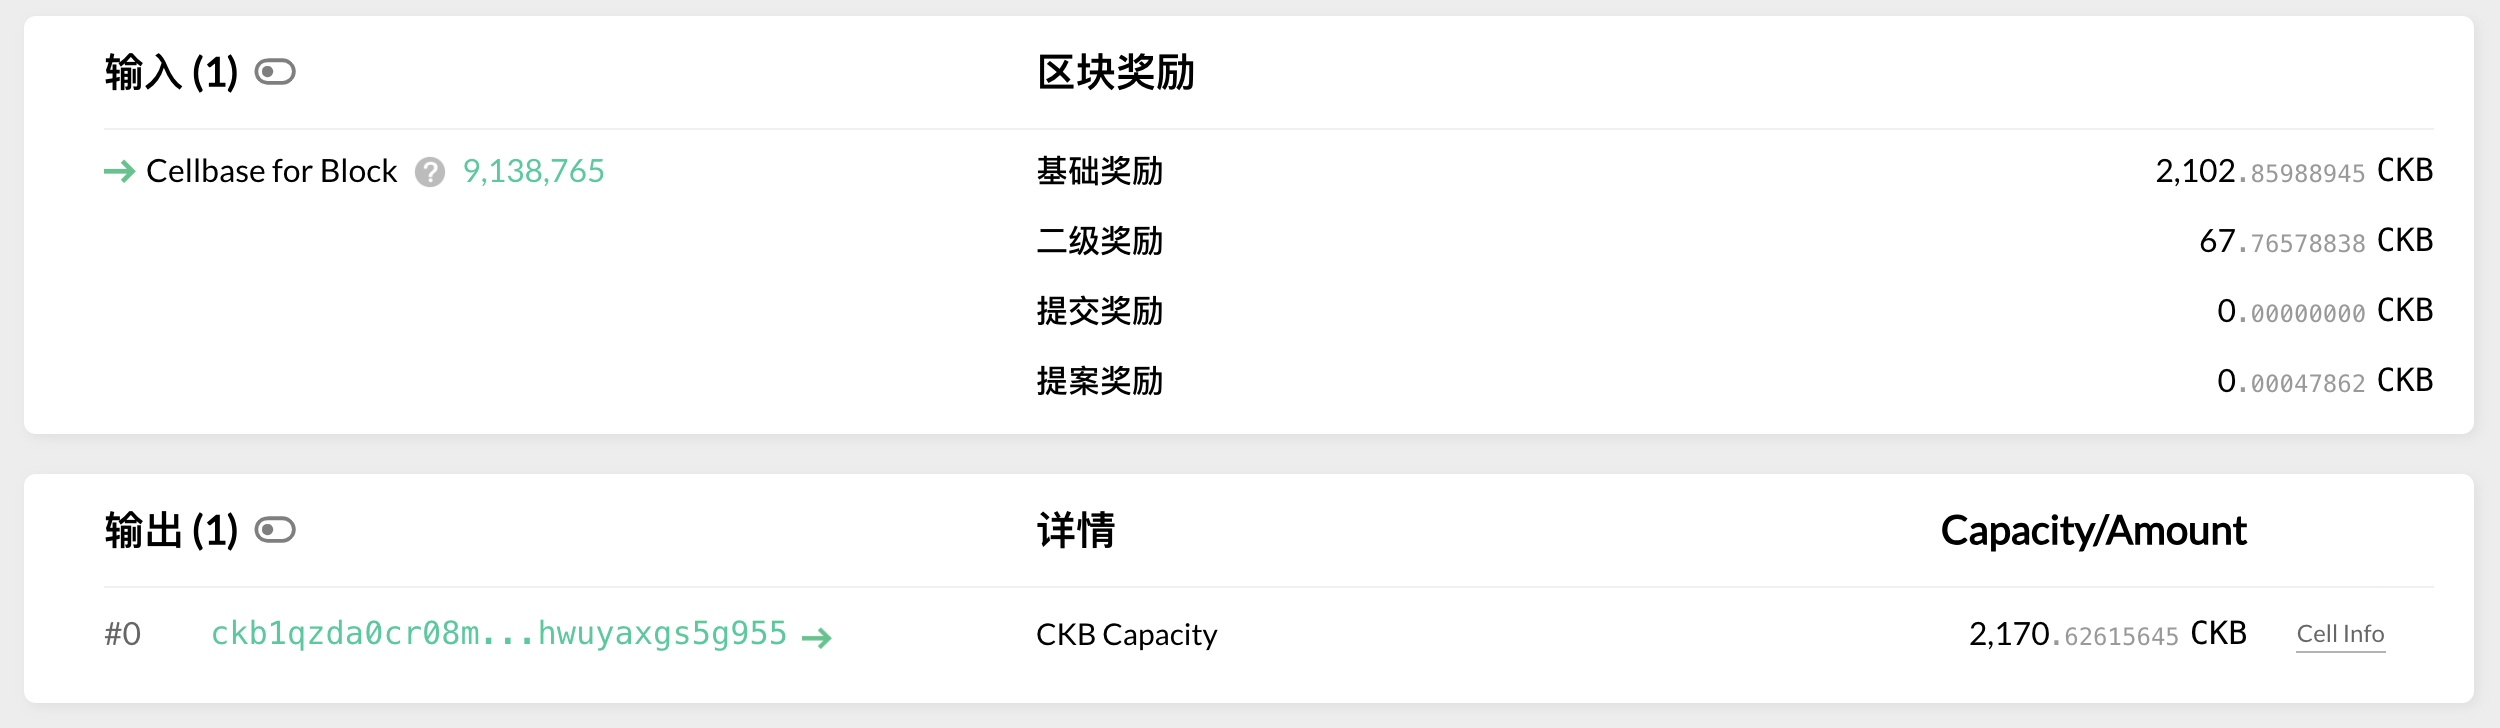 输入 (1) 区块奖励
Cellbase for Block ? 9,138,765 基础奖励 2,102.85988945 CKB
二级奖励 67.76578838 CKB
提交奖励 0.00000000 CKB
提案奖励 0.00047862 CKB
输出 (1) 详情 Capacity/Amount
#0 ckb1qzda0cr08m...hwuyaxgs5g955 CKB Capacity 2,170.62615645 CKB Cell Info